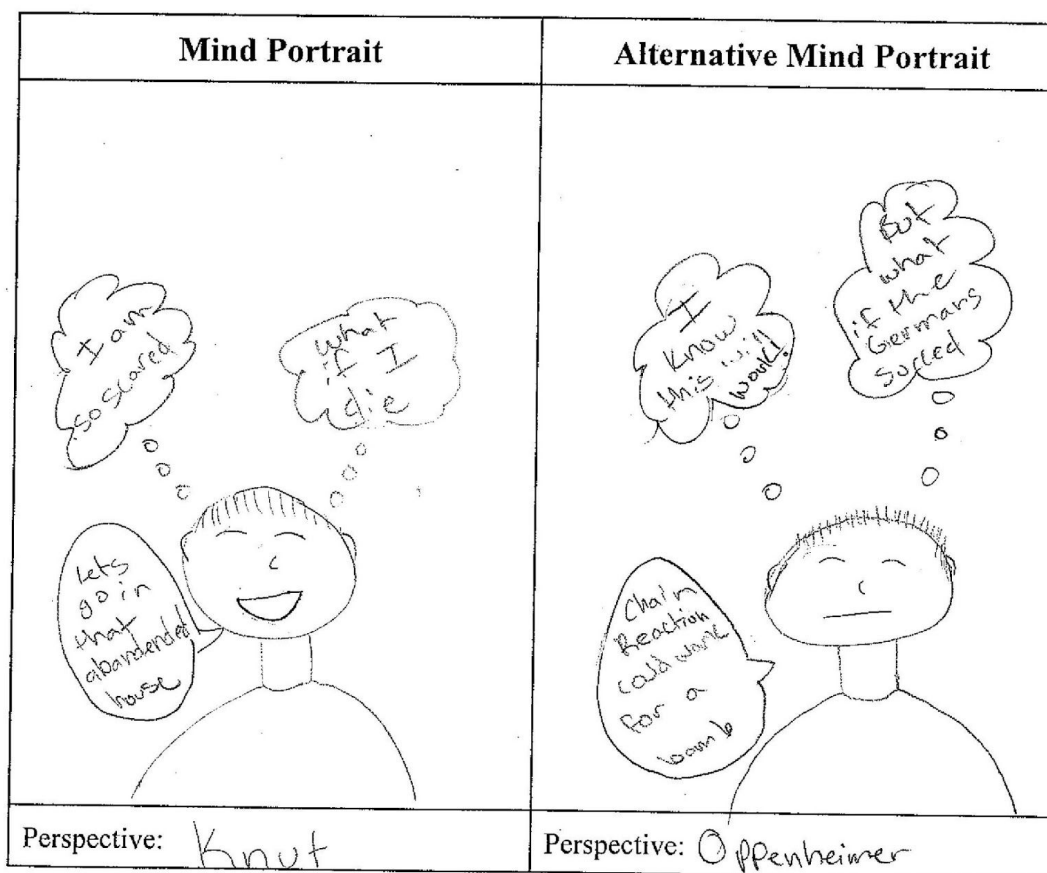 Mind Portrait
Alternative Mind Portrait
I am
so scared
what
if I
die
Lets
go in
that
abandended
house
Perspective: Knut
I
know
this will
work!
But
what
if the
Germans
succed
Chain
Reaction
could work
for a
bomb
Perspective: Oppenheimer